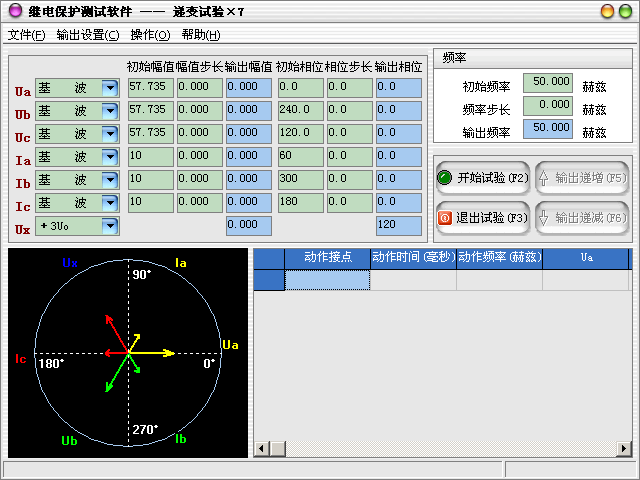 继电保护测试软件 —— 递变试验×7
文件(F) 输出设置(C) 操作(O) 帮助(H)
初始幅值 幅值步长 输出幅值 初始相位 相位步长 输出相位
Ua 基 波 57.735 0.000 0.000 0.0 0.0 0.0
Ub 基 波 57.735 0.000 0.000 240.0 0.0 0.0
Uc 基 波 57.735 0.000 0.000 120.0 0.0 0.0
Ia 基 波 10 0.000 0.000 60 0.0 0.0
Ib 基 波 10 0.000 0.000 300 0.0 0.0
Ic 基 波 10 0.000 0.000 180 0.0 0.0
Ux +3U₀ 0.000 120
频率
初始频率 50.000 赫兹
频率步长 0.000 赫兹
输出频率 50.000 赫兹
开始试验(F2) 输出递增(F5)
退出试验(F3) 输出递减(F6)
Ux Ia
90°
Ua
Ic 180° 0°
270°
Ub Ib
动作接点 动作时间(毫秒) 动作频率(赫兹) Ua